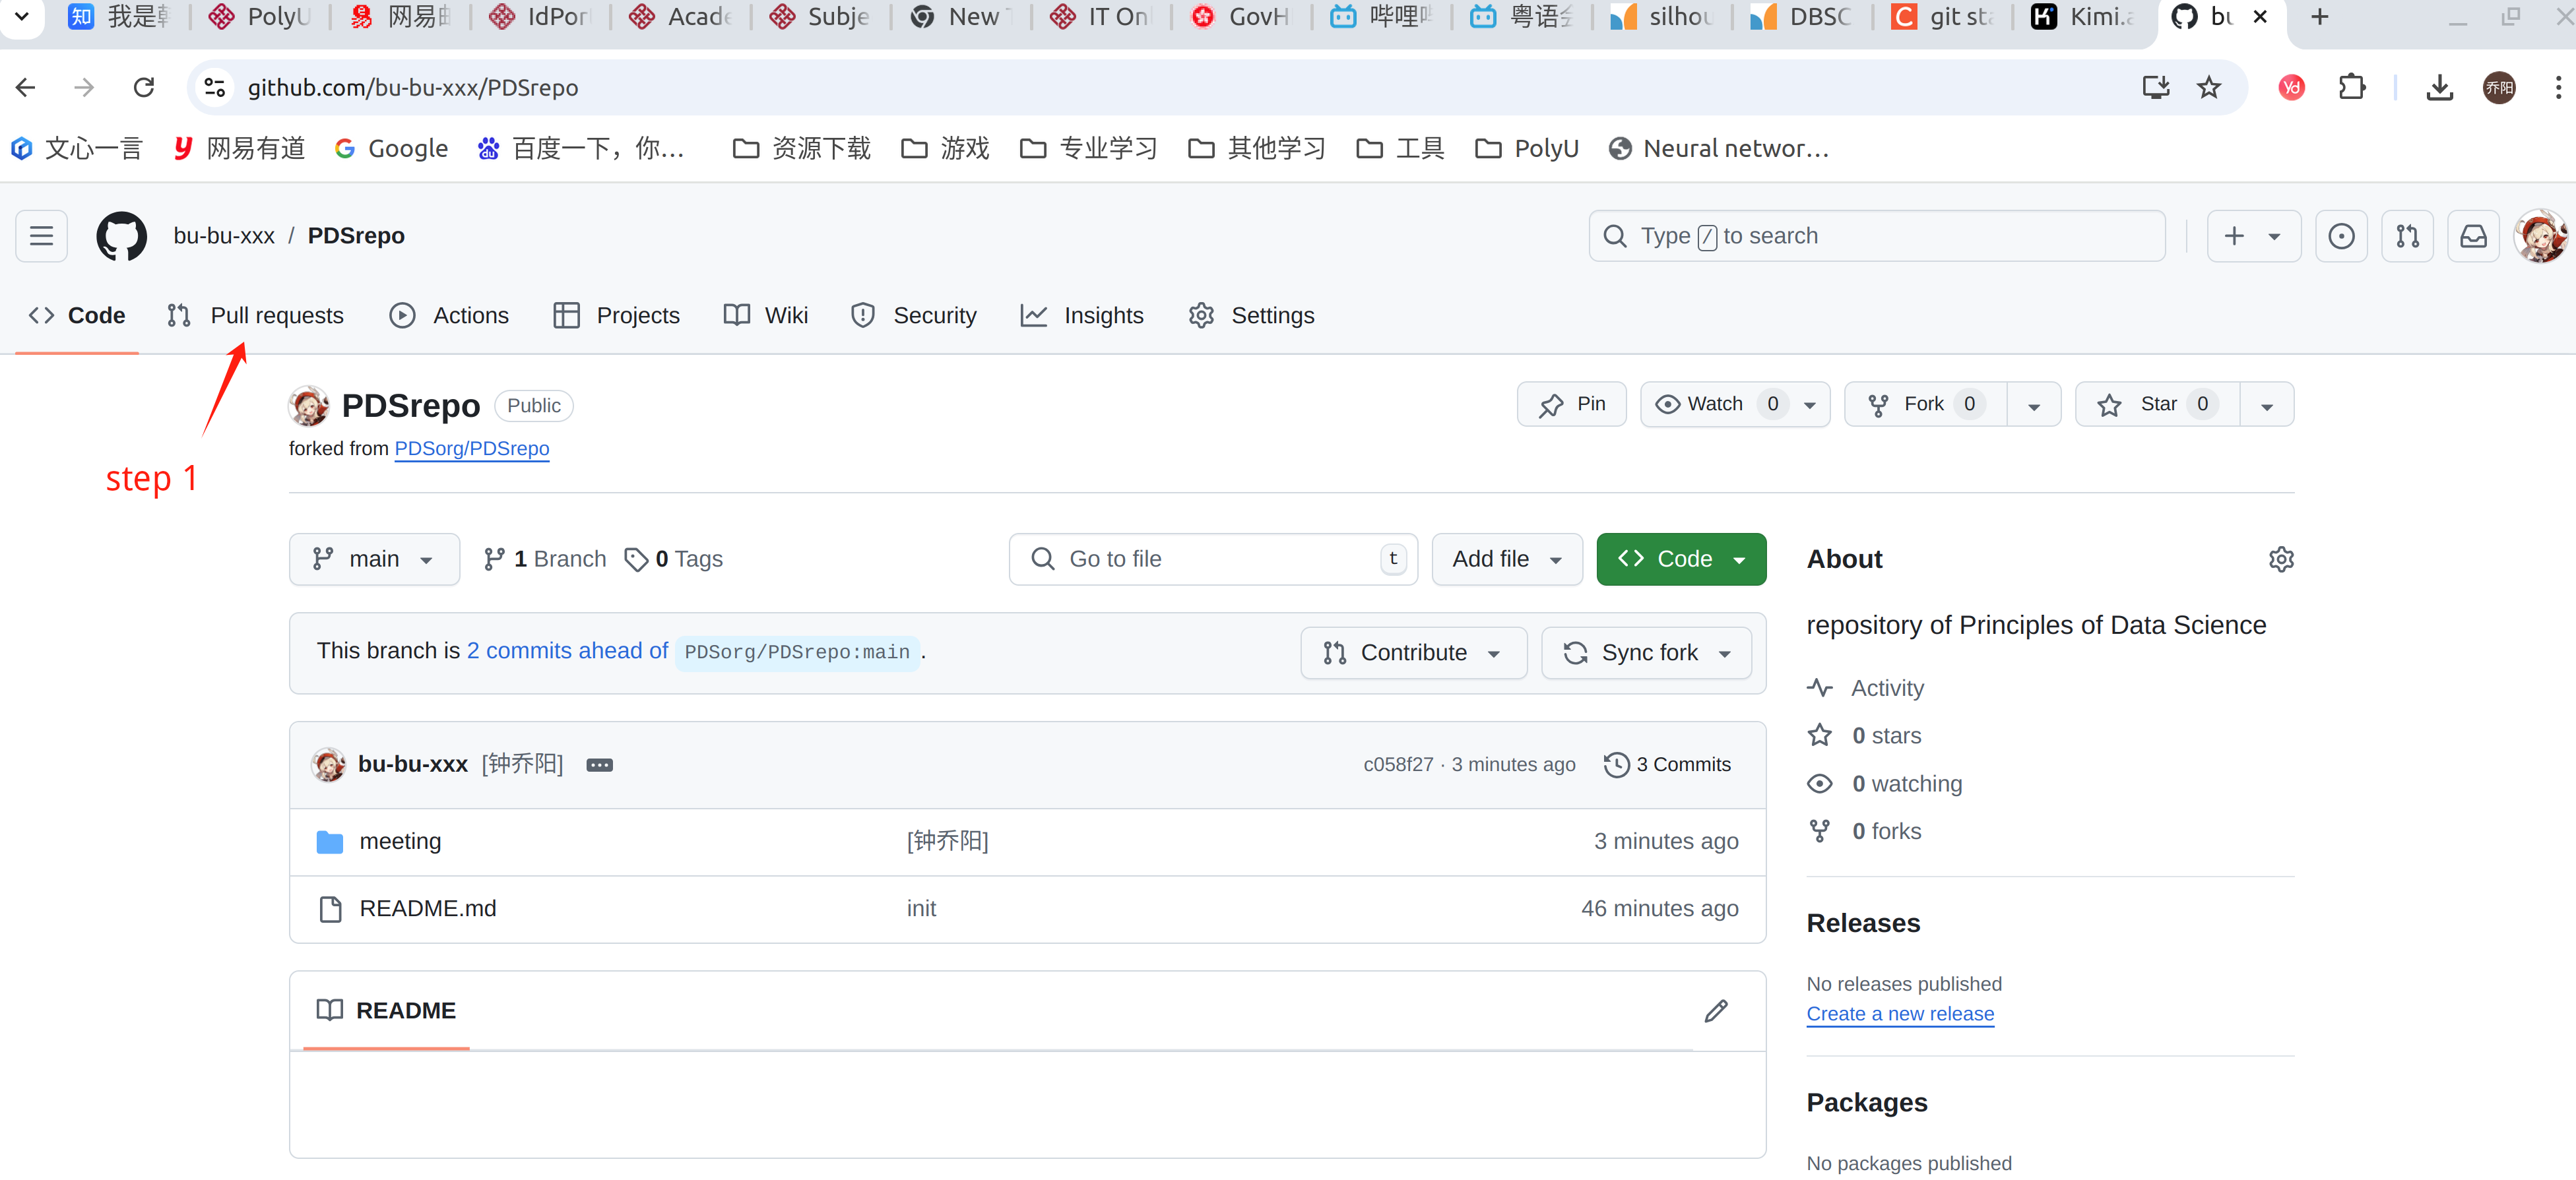 知 我是 PolyU 网易 IdPor Acade Subje New IT On GovH 哔哩 粤语 silhou DBSC git sta Kimi.a bu
github.com/bu-bu-xxx/PDSrepo
文心一言 网易有道 Google 百度一下，你... 资源下载 游戏 专业学习 其他学习 工具 PolyU Neural networ...
bu-bu-xxx / PDSrepo Type / to search
Code Pull requests Actions Projects Wiki Security Insights Settings
step 1
PDSrepo Public Pin Watch 0 Fork 0 Star 0
forked from PDSorg/PDSrepo
main 1 Branch 0 Tags Go to file t Add file Code
This branch is 2 commits ahead of PDSorg/PDSrepo:main . Contribute Sync fork
bu-bu-xxx [钟乔阳] c058f27 · 3 minutes ago 3 Commits
meeting [钟乔阳] 3 minutes ago
README.md init 46 minutes ago
README
About
repository of Principles of Data Science
Activity
0 stars
0 watching
0 forks
Releases
No releases published
Create a new release
Packages
No packages published